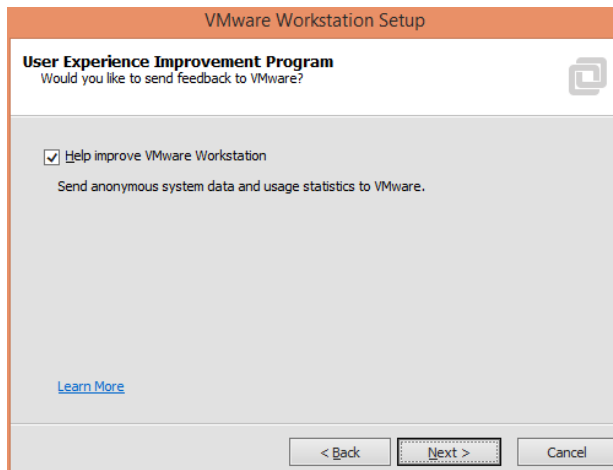 VMware Workstation Setup
User Experience Improvement Program
Would you like to send feedback to VMware?
Help improve VMware Workstation
Send anonymous system data and usage statistics to VMware.
Learn More
< Back Next > Cancel